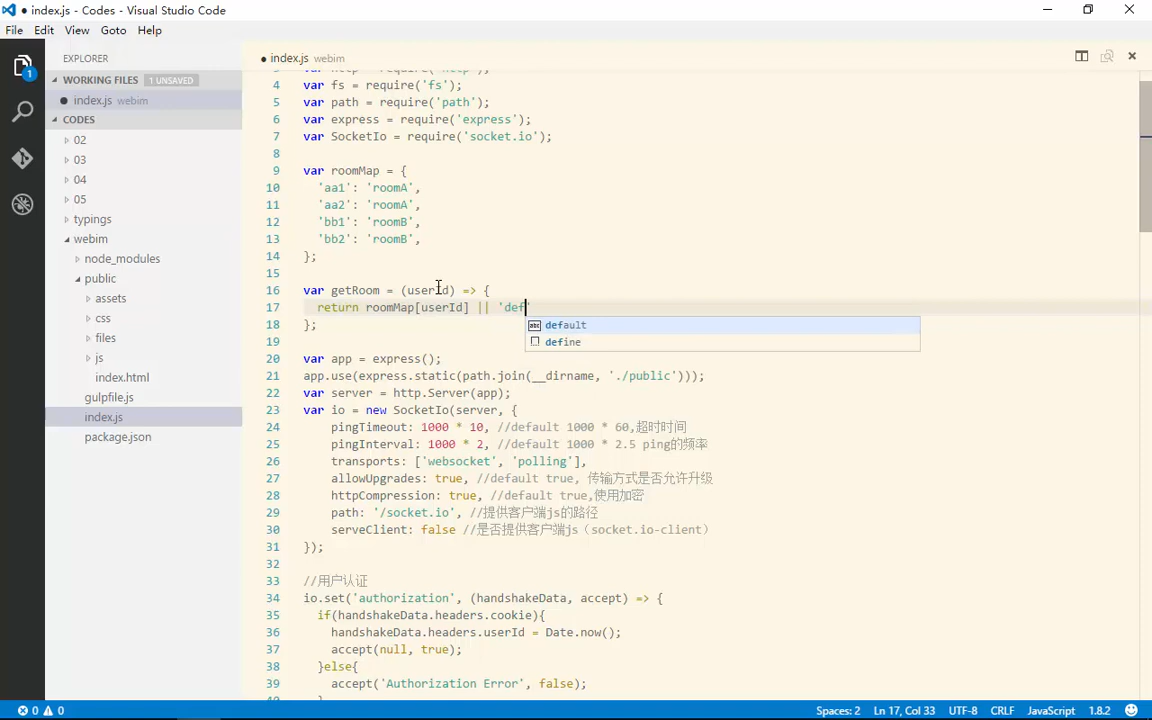 index.js - Codes - Visual Studio Code
File Edit View Goto Help
EXPLORER
WORKING FILES 1 UNSAVED
index.js webim
CODES
02
03
04
05
typings
webim
node_modules
public
assets
css
files
js
index.html
gulpfile.js
index.js
package.json
1
index.js webim
3 var http = require('http');
4 var fs = require('fs');
5 var path = require('path');
6 var express = require('express');
7 var SocketIo = require('socket.io');
8
9 var roomMap = {
10 'aa1': 'roomA',
11 'aa2': 'roomA',
12 'bb1': 'roomB',
13 'bb2': 'roomB',
14 };
15
16 var getRoom = (userId) => {
17 return roomMap[userId] || 'def'
abc default
define
18 };
19
20 var app = express();
21 app.use(express.static(path.join(__dirname, './public')));
22 var server = http.Server(app);
23 var io = new SocketIo(server, {
24 pingTimeout: 1000 * 10, //default 1000 * 60,超时时间
25 pingInterval: 1000 * 2, //default 1000 * 2.5 ping的频率
26 transports: ['websocket', 'polling'],
27 allowUpgrades: true, //default true, 传输方式是否允许升级
28 httpCompression: true, //default true,使用加密
29 path: '/socket.io', //提供客户端js的路径
30 serveClient: false //是否提供客户端js（socket.io-client）
31 });
32
33 //用户认证
34 io.set('authorization', (handshakeData, accept) => {
35 if(handshakeData.headers.cookie){
36 handshakeData.headers.userId = Date.now();
37 accept(null, true);
38 }else{
39 accept('Authorization Error', false);
40 }
0 0
Spaces: 2 Ln 17, Col 33 UTF-8 CRLF JavaScript 1.8.2